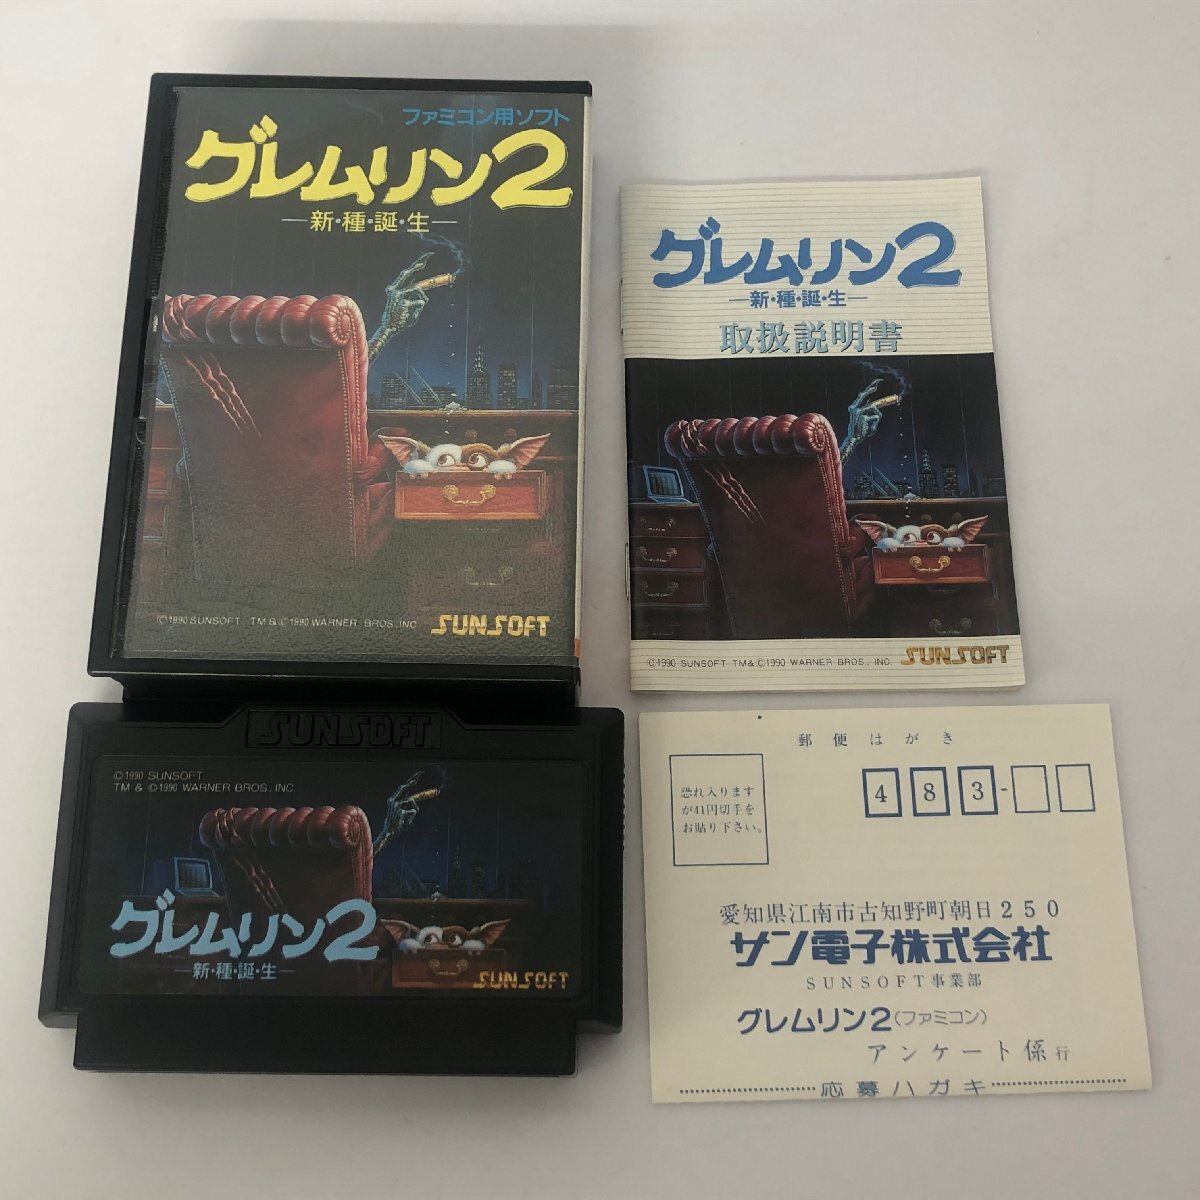 ファミコン用ソフト
グレムリン2
—新・種・誕・生—
©1990 SUNSOFT TM & ©1990 WARNER BROS., INC.
SUNSOFT
グレムリン2
—新・種・誕・生—
取扱説明書
©1990 SUNSOFT TM & ©1990 WARNER BROS., INC.
SUNSOFT
SUNSOFT
©1990 SUNSOFT
TM & ©1990 WARNER BROS., INC.
グレムリン2
—新・種・誕・生—
SUNSOFT
郵便はがき
恐れ入ります
が41円切手を
お貼り下さい。
483-
愛知県江南市古知野町朝日250
サン電子株式会社
SUNSOFT事業部
グレムリン2(ファミコン)
アンケート係行
応募ハガキ